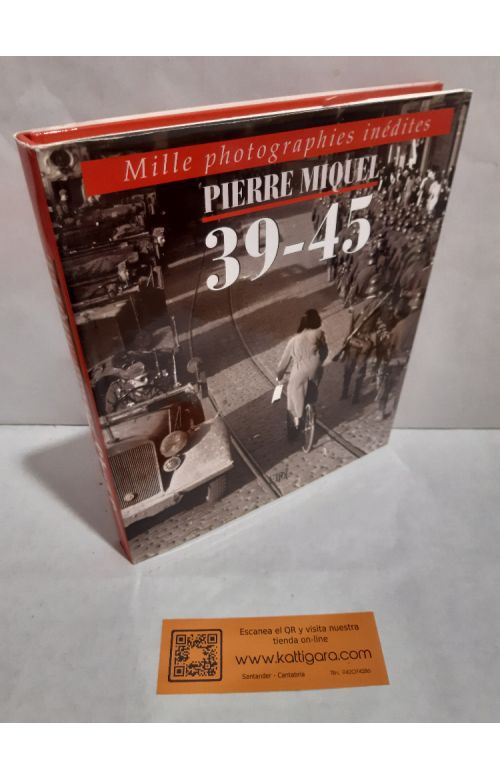 Mille photographies inédites
PIERRE MIQUEL
39-45
Escanea el QR y visita nuestra
tienda on-line
www.kattigara.com
Santander - Cantabria